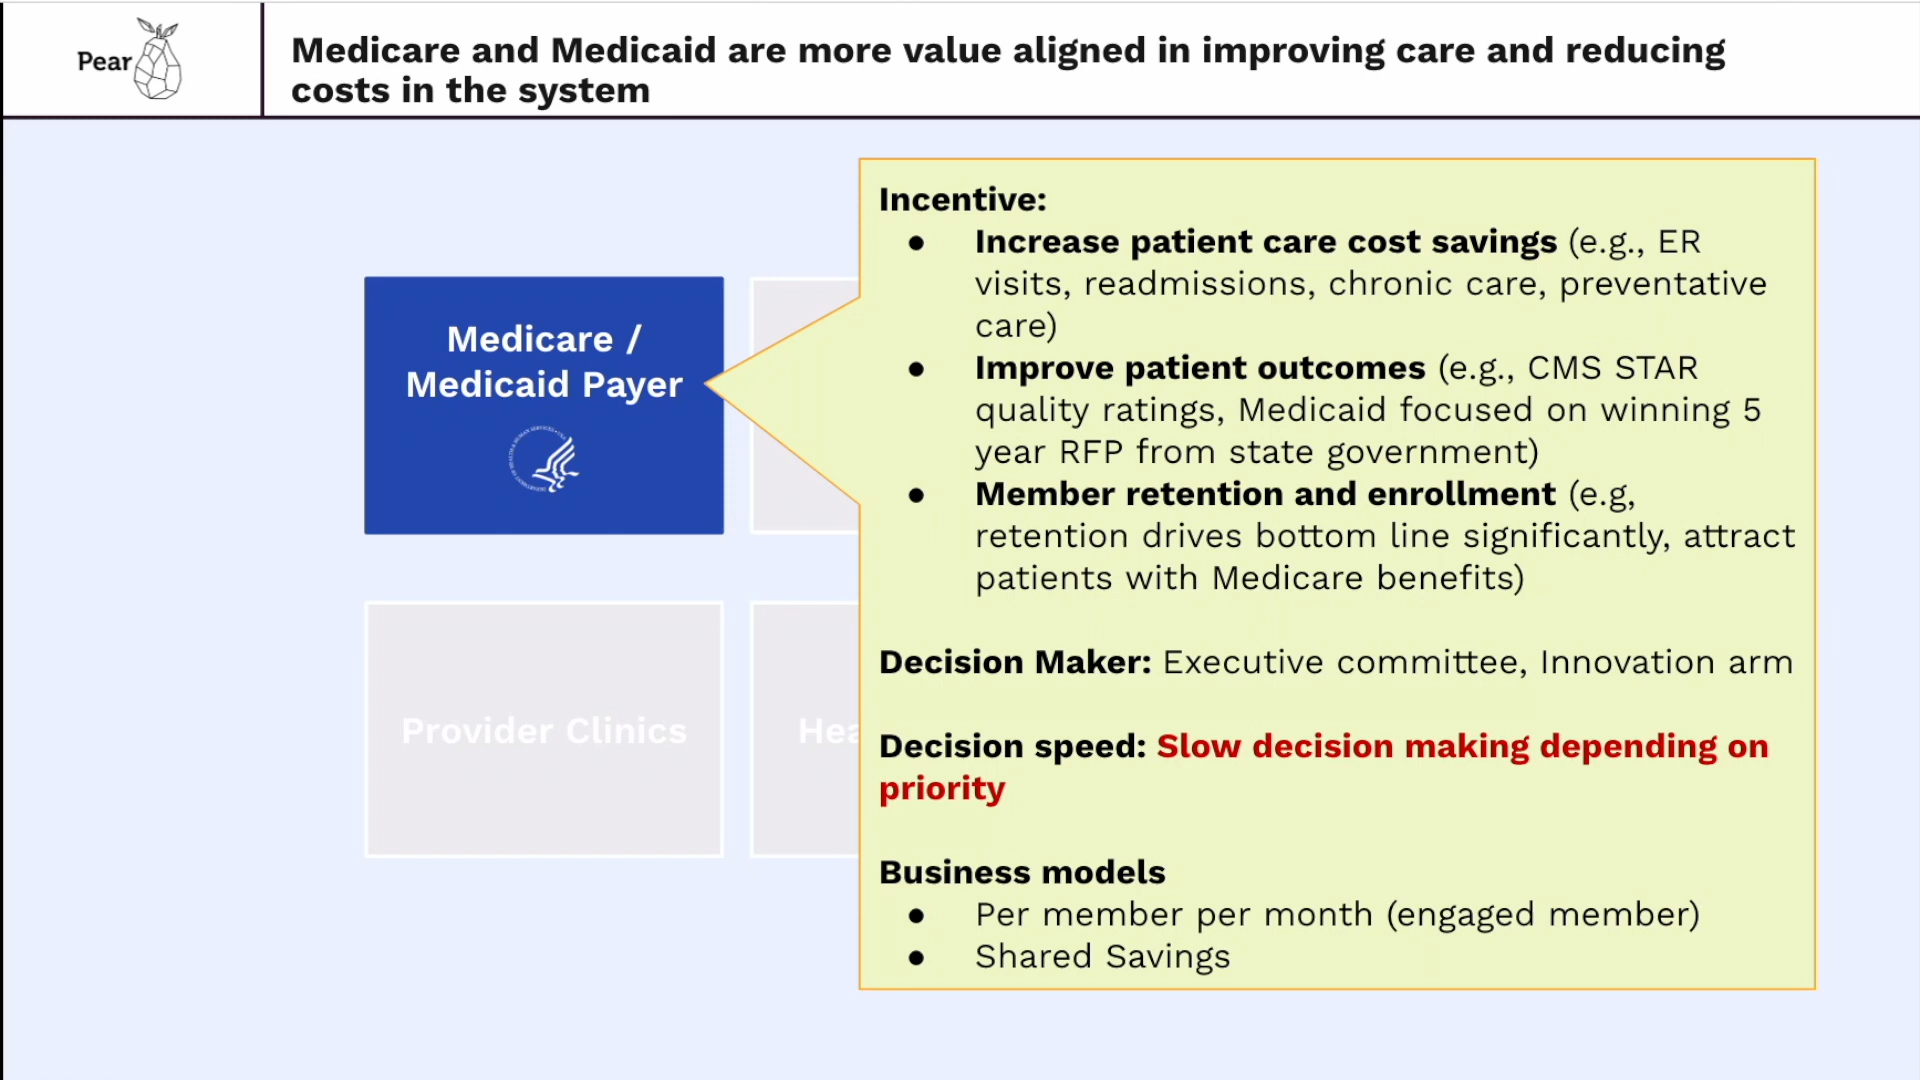 Pear
Medicare and Medicaid are more value aligned in improving care and reducing
costs in the system
Medicare /
Medicaid Payer
Provider Clinics
Incentive:
● Increase patient care cost savings (e.g., ER
visits, readmissions, chronic care, preventative
care)
● Improve patient outcomes (e.g., CMS STAR
quality ratings, Medicaid focused on winning 5
year RFP from state government)
● Member retention and enrollment (e.g,
retention drives bottom line significantly, attract
patients with Medicare benefits)
Decision Maker: Executive committee, Innovation arm
Decision speed: Slow decision making depending on
priority
Business models
● Per member per month (engaged member)
● Shared Savings